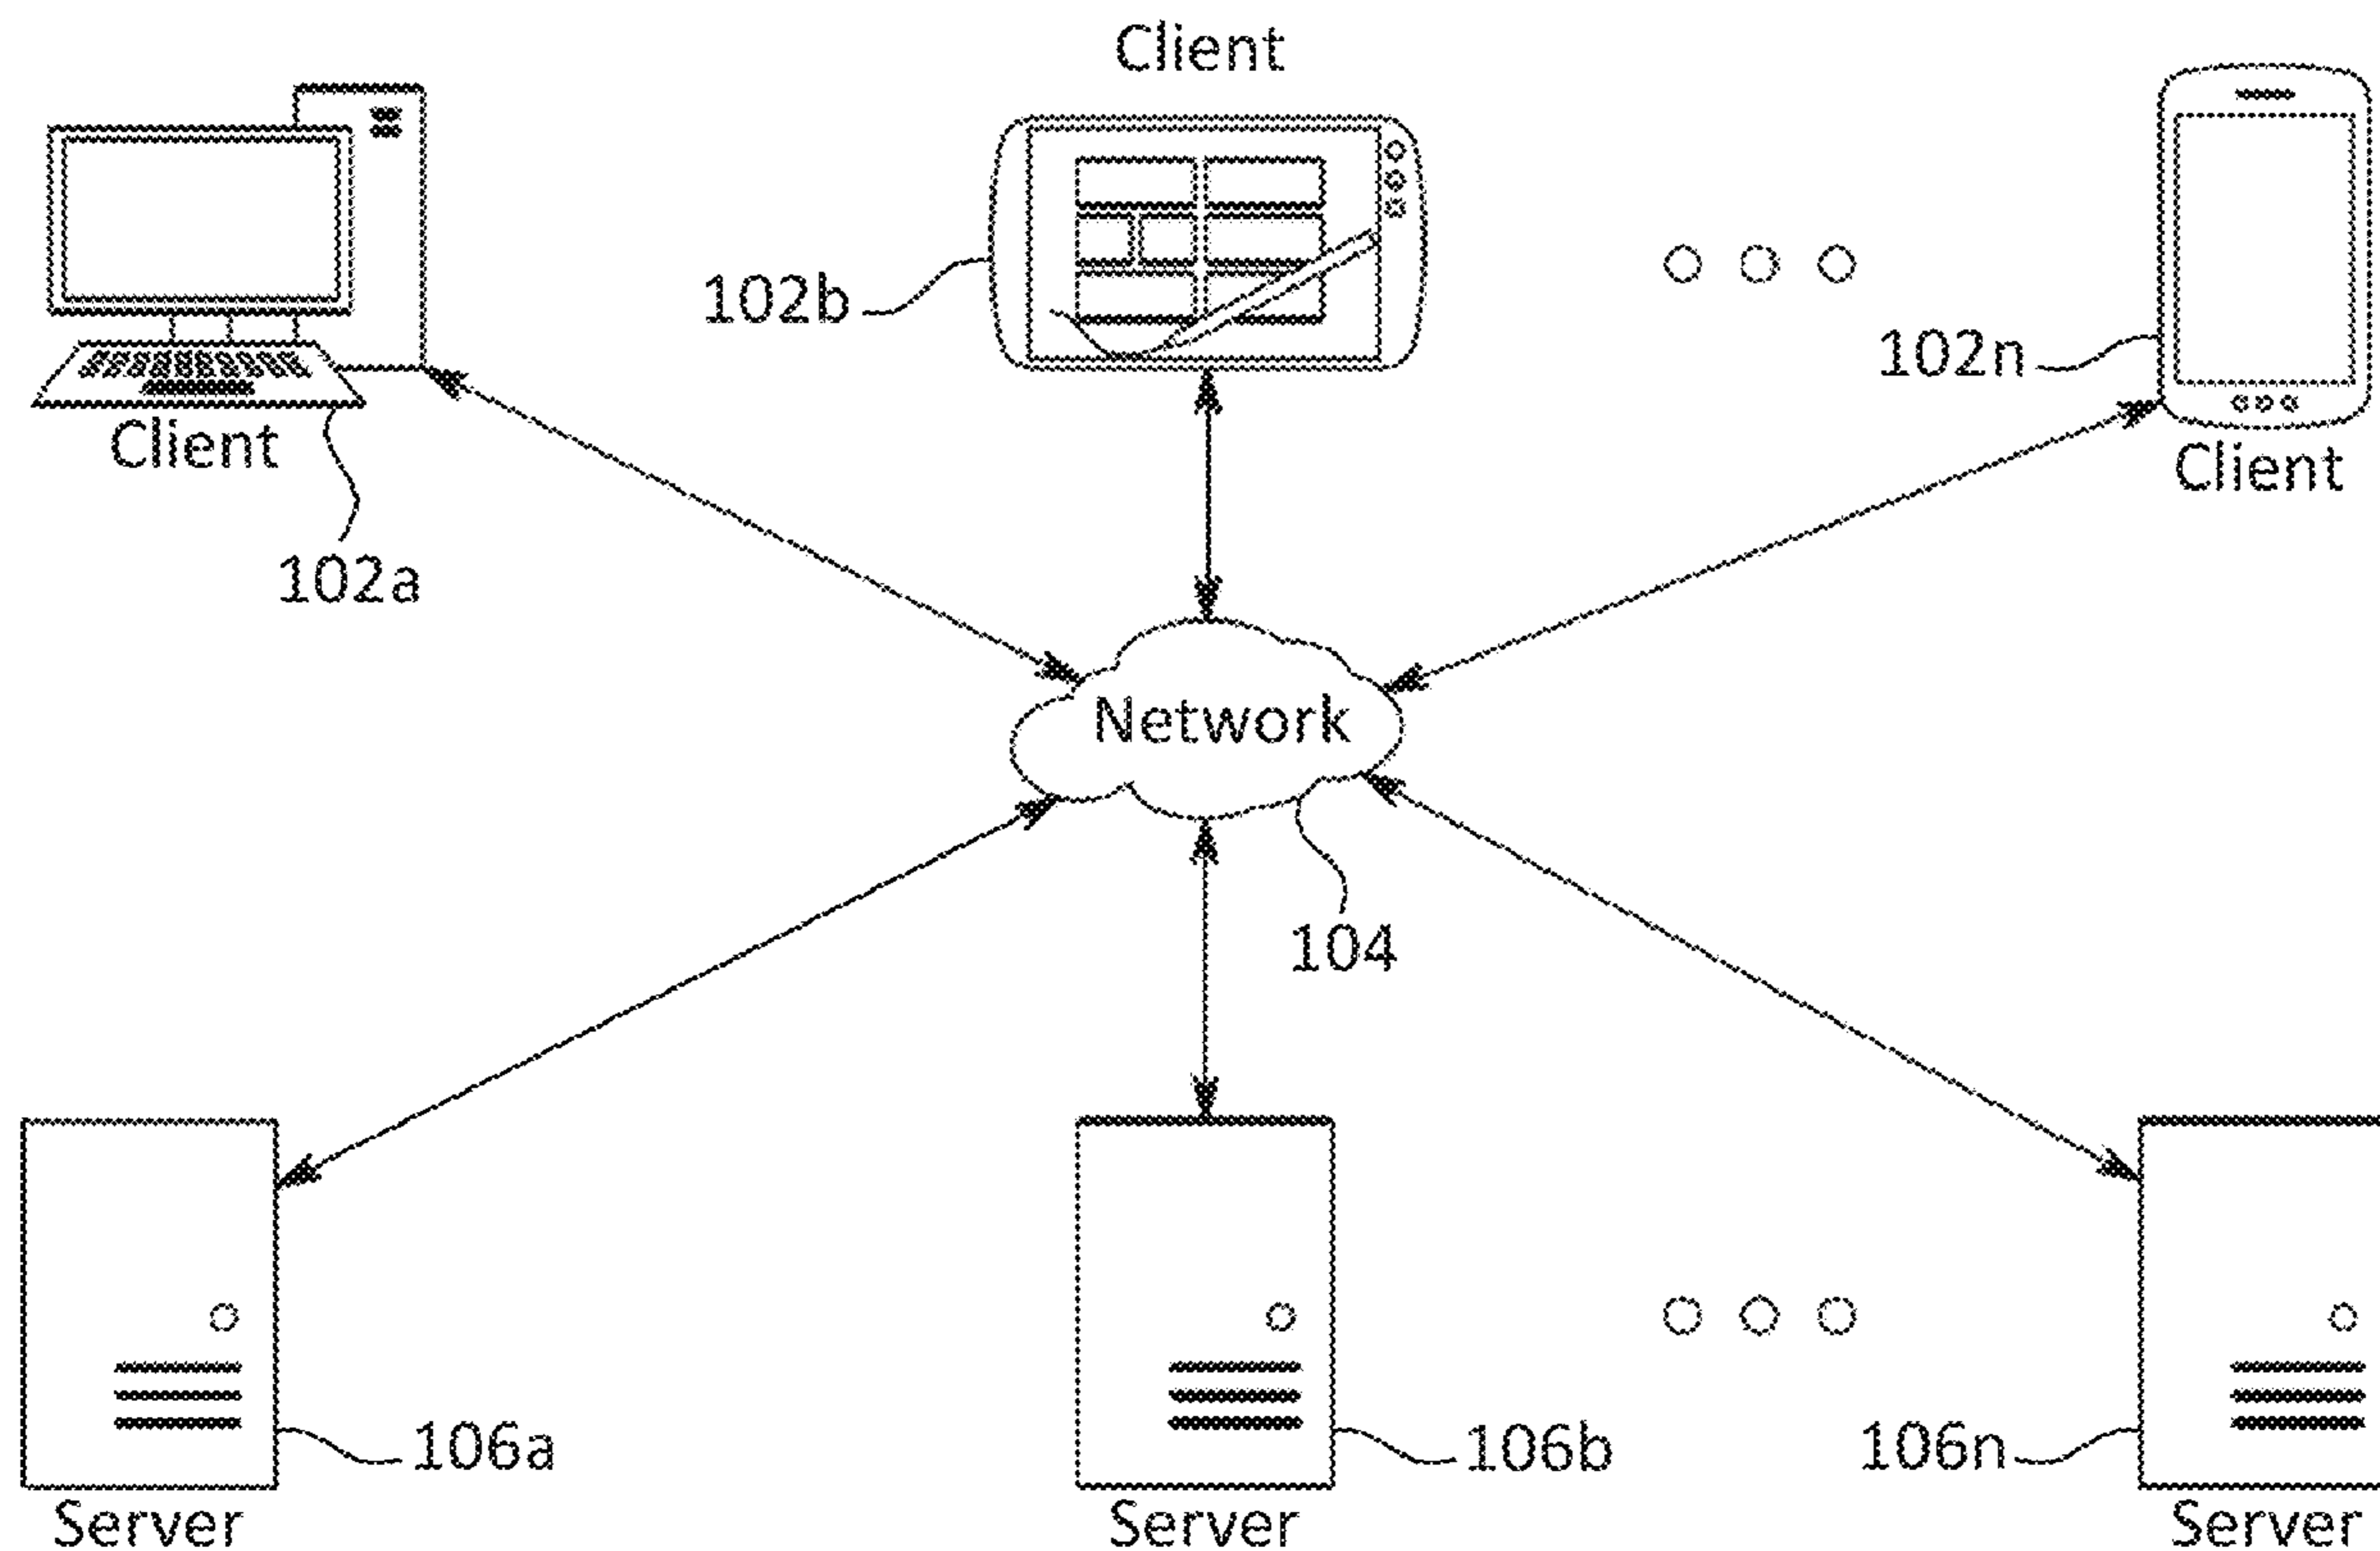 Client
102b
102n
Client
Client
102a
Network
104
106a
106b
106n
Server
Server
Server